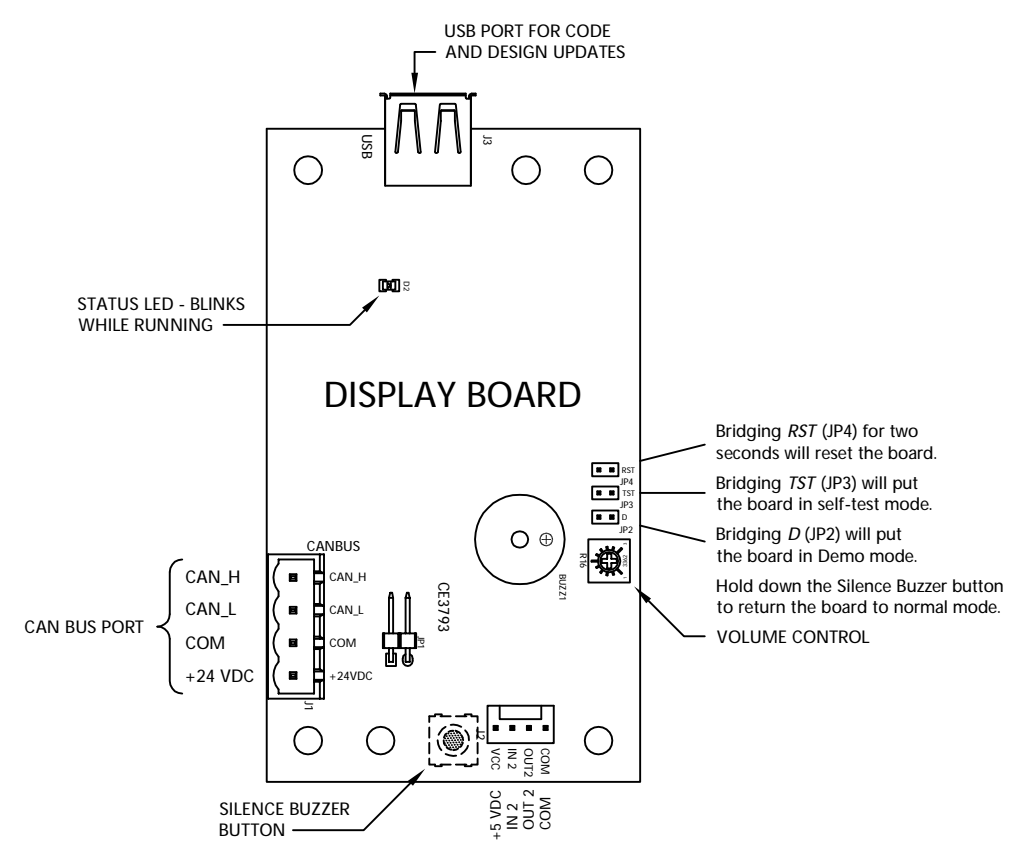 USB PORT FOR CODE
AND DESIGN UPDATES
USB
J3
D2
STATUS LED - BLINKS
WHILE RUNNING
DISPLAY BOARD
Bridging RST (JP4) for two
seconds will reset the board.
RST
JP4
Bridging TST (JP3) will put
the board in self-test mode.
TST
JP3
D
JP2
Bridging D (JP2) will put
the board in Demo mode.
Hold down the Silence Buzzer button
to return the board to normal mode.
VOLUME CONTROL
R16
BUZZ1
CANBUS
CAN_H
CAN_H
CAN_L
CAN_L
CAN BUS PORT
COM
COM
+24 VDC
+24VDC
J1
CE3793
JP1
J2
VCC
IN 2
OUT2
COM
+5 VDC
IN 2
OUT 2
COM
SILENCE BUZZER
BUTTON